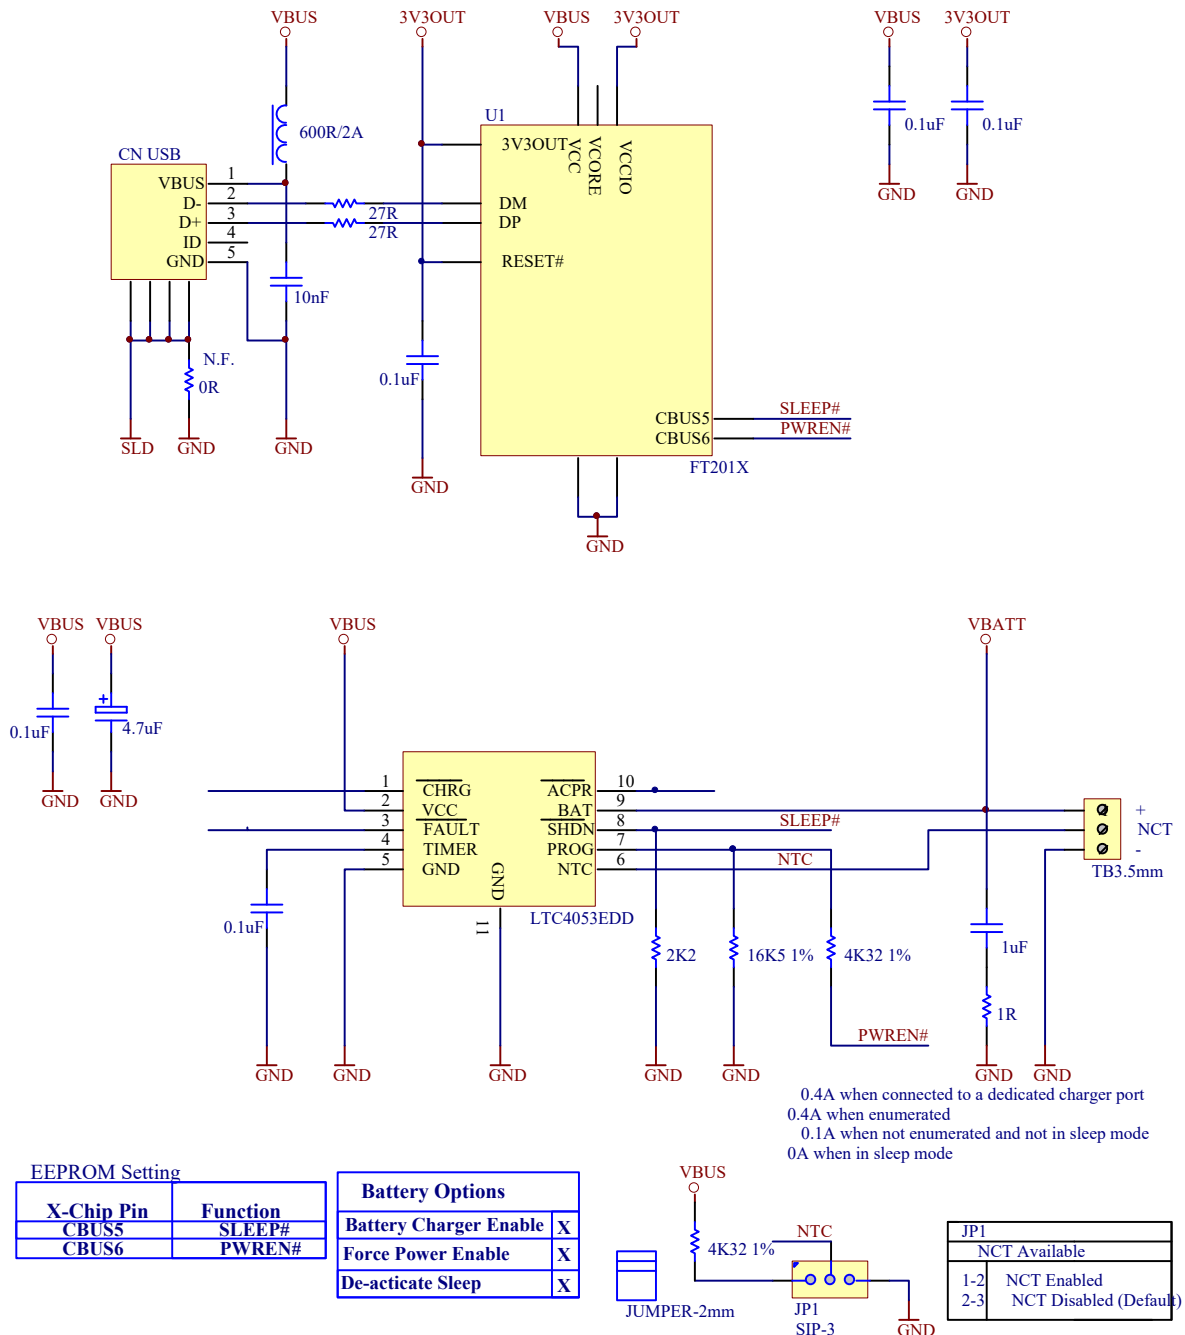 VBUS 3V3OUT VBUS 3V3OUT VBUS 3V3OUT
600R/2A
U1
0.1uF 0.1uF
GND GND
CN USB
VBUS 1
D- 2
D+ 3
ID 4
GND 5
27R
27R
10nF
N.F.
0R
SLD GND GND
0.1uF
GND
3V3OUT
VCC
VCORE
VCCIO
DM
DP
RESET#
CBUS5 SLEEP#
CBUS6 PWREN#
FT201X
GND
VBUS VBUS VBUS VBATT
0.1uF 4.7uF
GND GND
1 CHRG ACPR 10
2 VCC BAT 9
3 FAULT SHDN 8 SLEEP#
4 TIMER PROG 7
5 GND NTC 6 NTC
GND
11
LTC4053EDD
+
NCT
-
TB3.5mm
0.1uF
2K2 16K5 1% 4K32 1%
1uF
1R
PWREN#
GND GND GND GND GND GND GND
0.4A when connected to a dedicated charger port
0.4A when enumerated
0.1A when not enumerated and not in sleep mode
0A when in sleep mode
EEPROM Setting
X-Chip Pin Function
CBUS5 SLEEP#
CBUS6 PWREN#
Battery Options
Battery Charger Enable X
Force Power Enable X
De-acticate Sleep X
JUMPER-2mm
VBUS
4K32 1%
NTC
JP1
SIP-3
GND
JP1
NCT Available
1-2 NCT Enabled
2-3 NCT Disabled (Default)